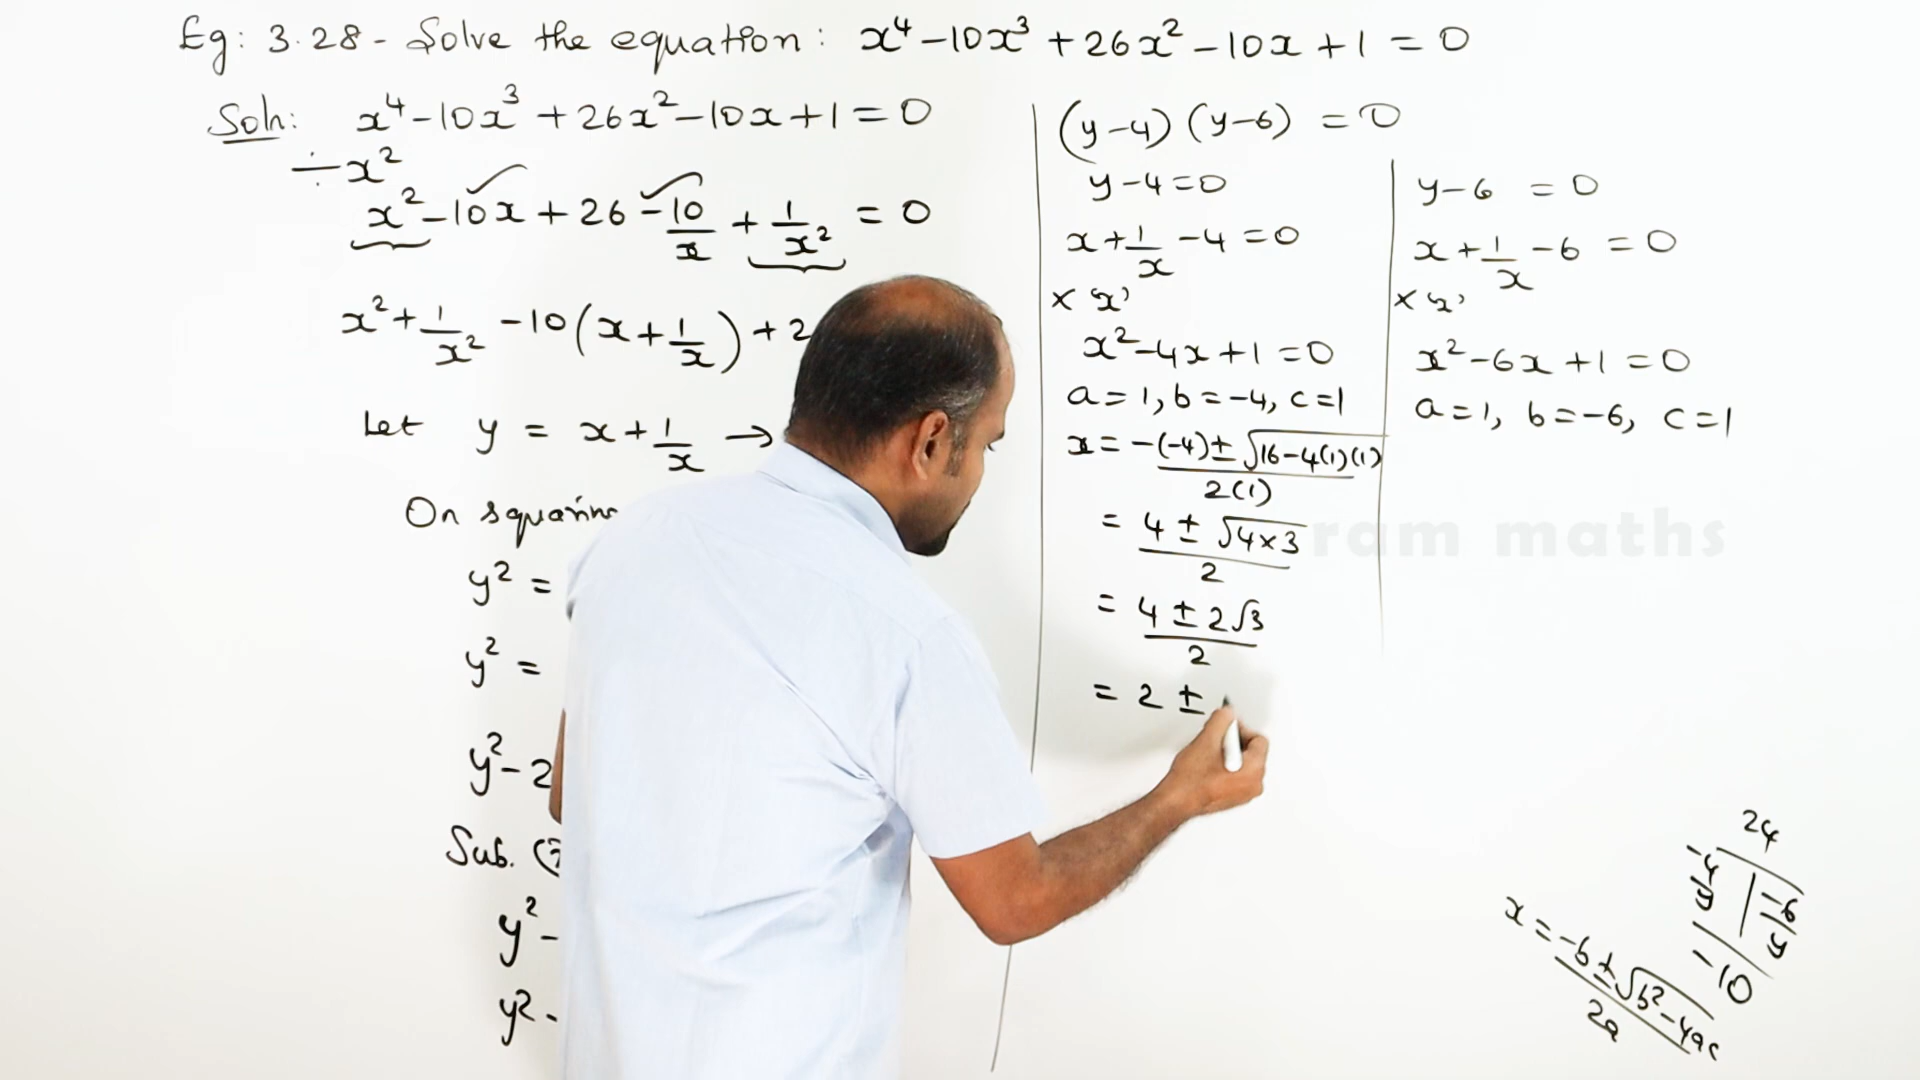 Eg: 3.28 - Solve the equation: x⁴ - 10x³ + 26x² - 10x + 1 = 0
Soln: x⁴ - 10x³ + 26x² - 10x + 1 = 0
÷ x²
x² - 10x + 26 - 10/x + 1/x² = 0
x² + 1/x² - 10(x + 1/x) + 2
Let y = x + 1/x →
On squaring
y² =
y² =
y² - 2
Sub.
y² -
y² -
(y - 4)(y - 6) = 0
y - 4 = 0
x + 1/x - 4 = 0
× 'x'
x² - 4x + 1 = 0
a = 1, b = -4, c = 1
x = -(-4) ± √16 - 4(1)(1) / 2(1)
= 4 ± √4×3 / 2
= 4 ± 2√3 / 2
= 2 ±
y - 6 = 0
x + 1/x - 6 = 0
× 'x'
x² - 6x + 1 = 0
a = 1, b = -6, c = 1
ram maths
24
-4/y | -6/y
-10
x = -b ± √b² - 4ac / 2a